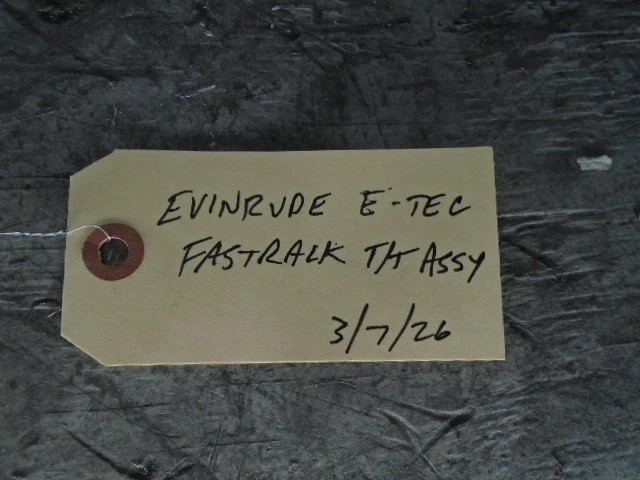 EVINRUDE E-TEC
FASTRACK T/T ASSY
3/7/26